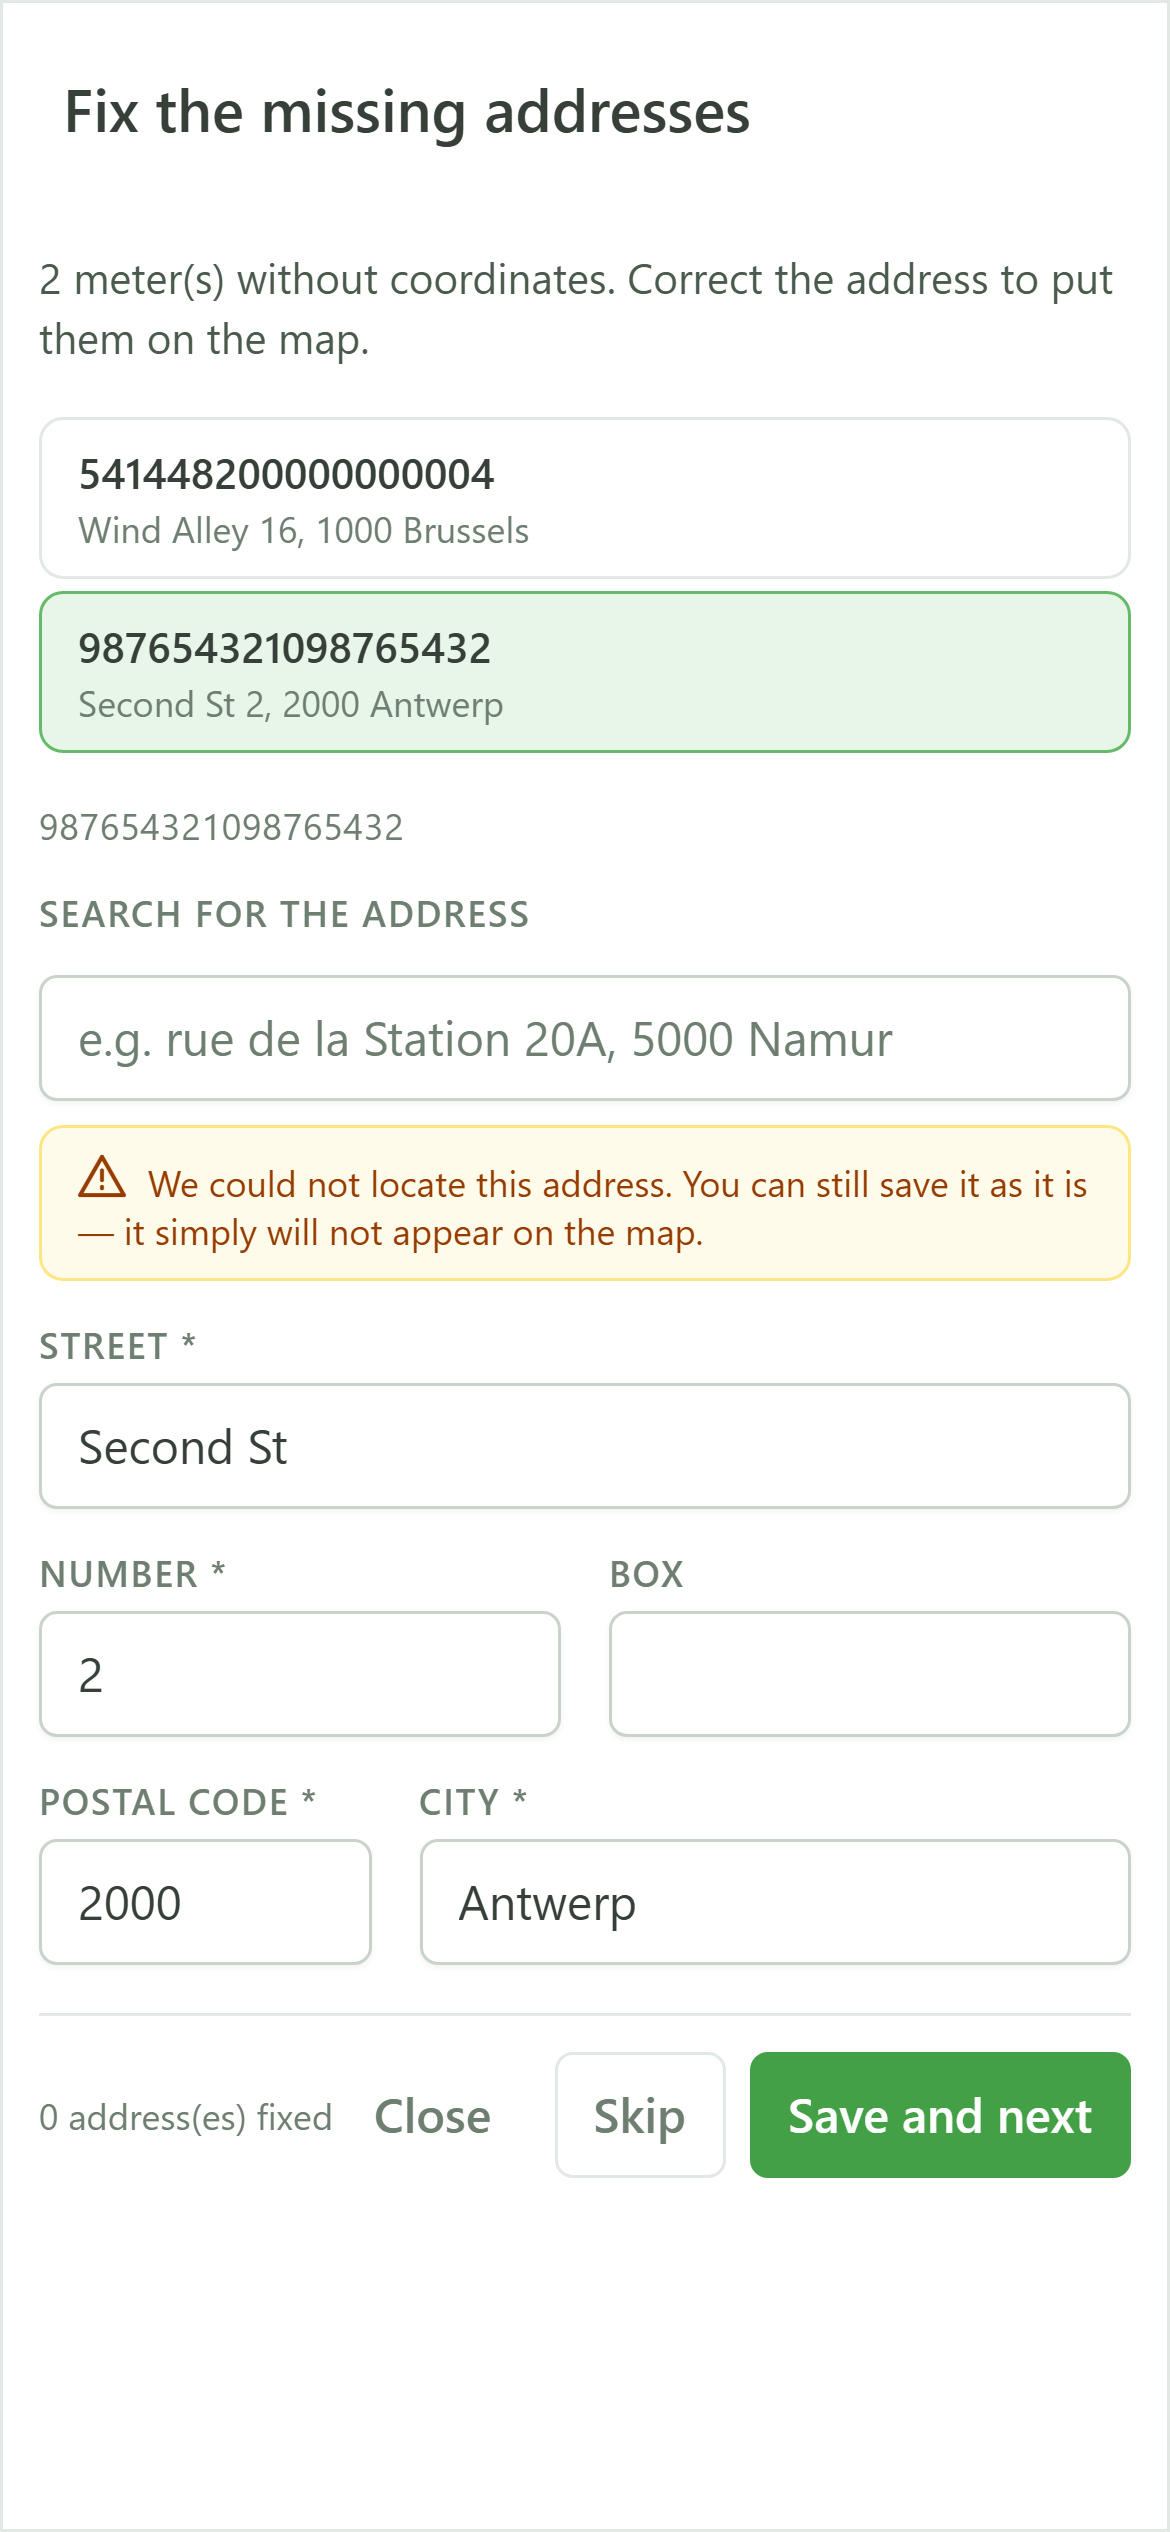 Fix the missing addresses
2 meter(s) without coordinates. Correct the address to put
them on the map.
541448200000000004
Wind Alley 16, 1000 Brussels
987654321098765432
Second St 2, 2000 Antwerp
987654321098765432
SEARCH FOR THE ADDRESS
e.g. rue de la Station 20A, 5000 Namur
We could not locate this address. You can still save it as it is
— it simply will not appear on the map.
STREET *
Second St
NUMBER * BOX
2
POSTAL CODE * CITY *
2000 Antwerp
0 address(es) fixed Close Skip Save and next